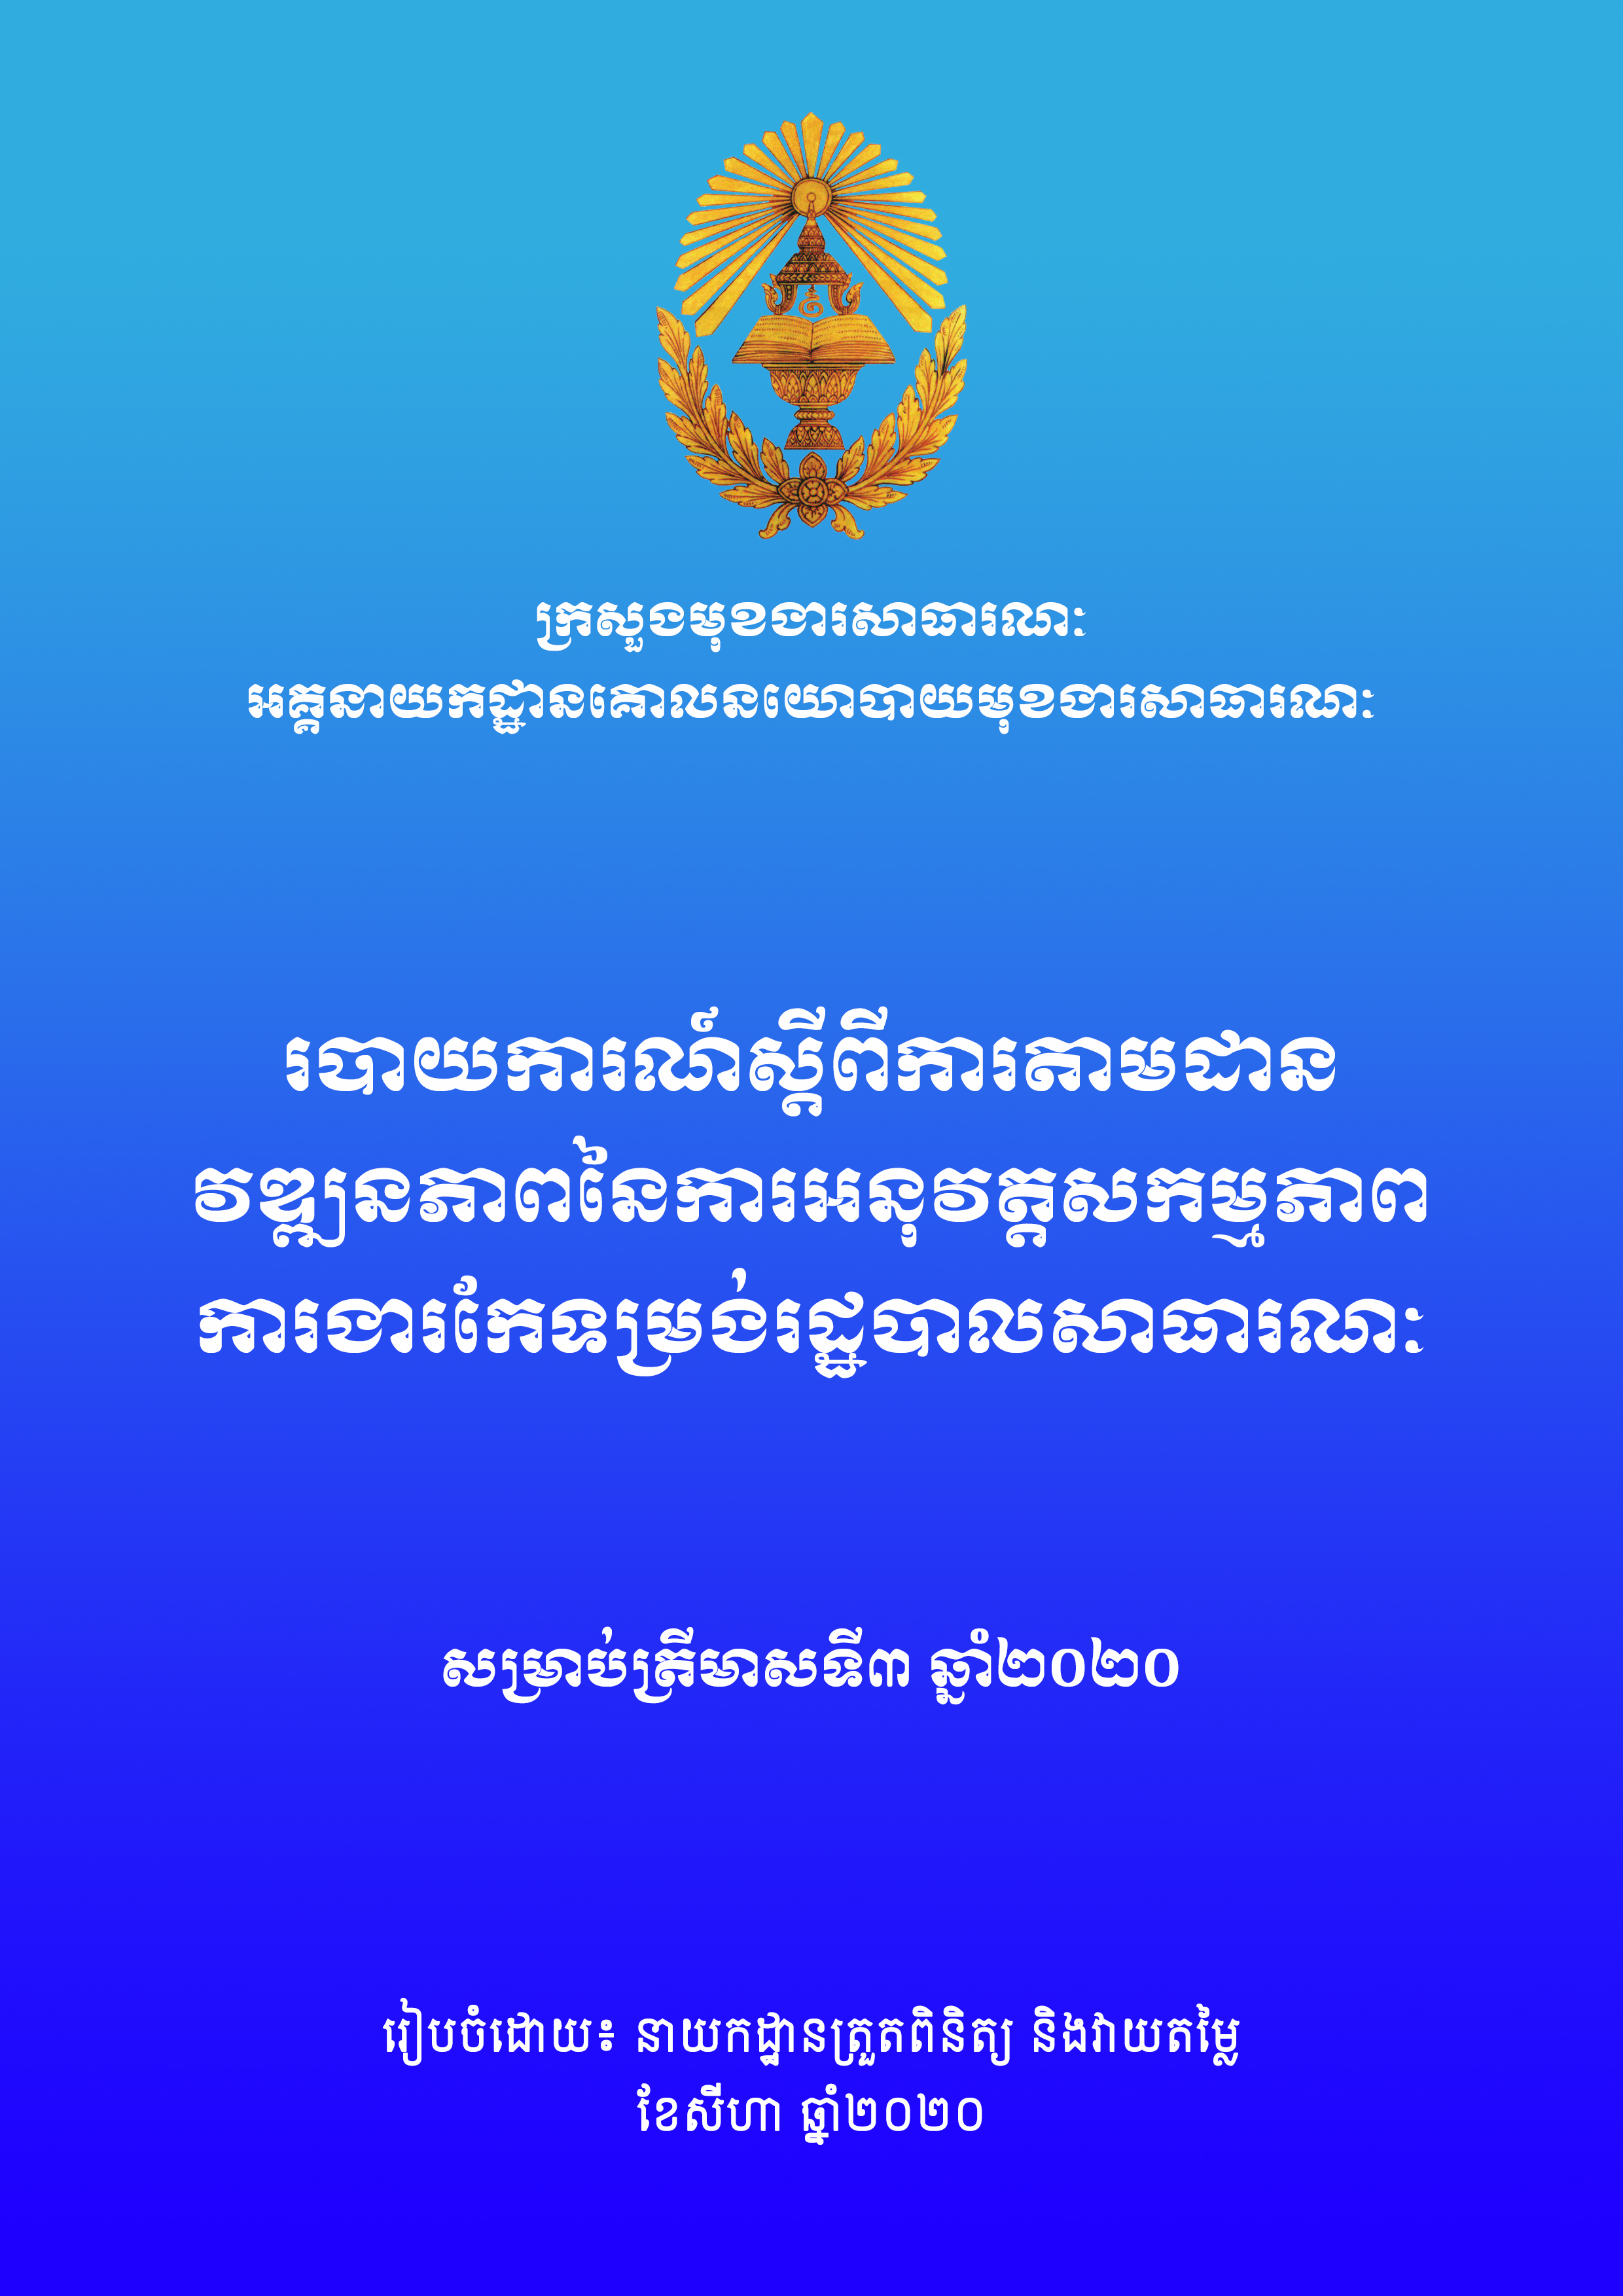 ក្រសួងមុខងារសាធារណៈ
អគ្គនាយកដ្ឋានគោលនយោបាយមុខងារសាធារណៈ
របាយការណ៍ស្តីពីការតាមដាន
វឌ្ឍនភាពនៃការអនុវត្តសកម្មភាព
ការងារកែទម្រង់រដ្ឋបាលសាធារណៈ
សម្រាប់ត្រីមាសទី៣ ឆ្នាំ២០២០
រៀបចំដោយ៖ នាយកដ្ឋានត្រួតពិនិត្យ និងវាយតម្លៃ
ខែសីហា ឆ្នាំ២០២០